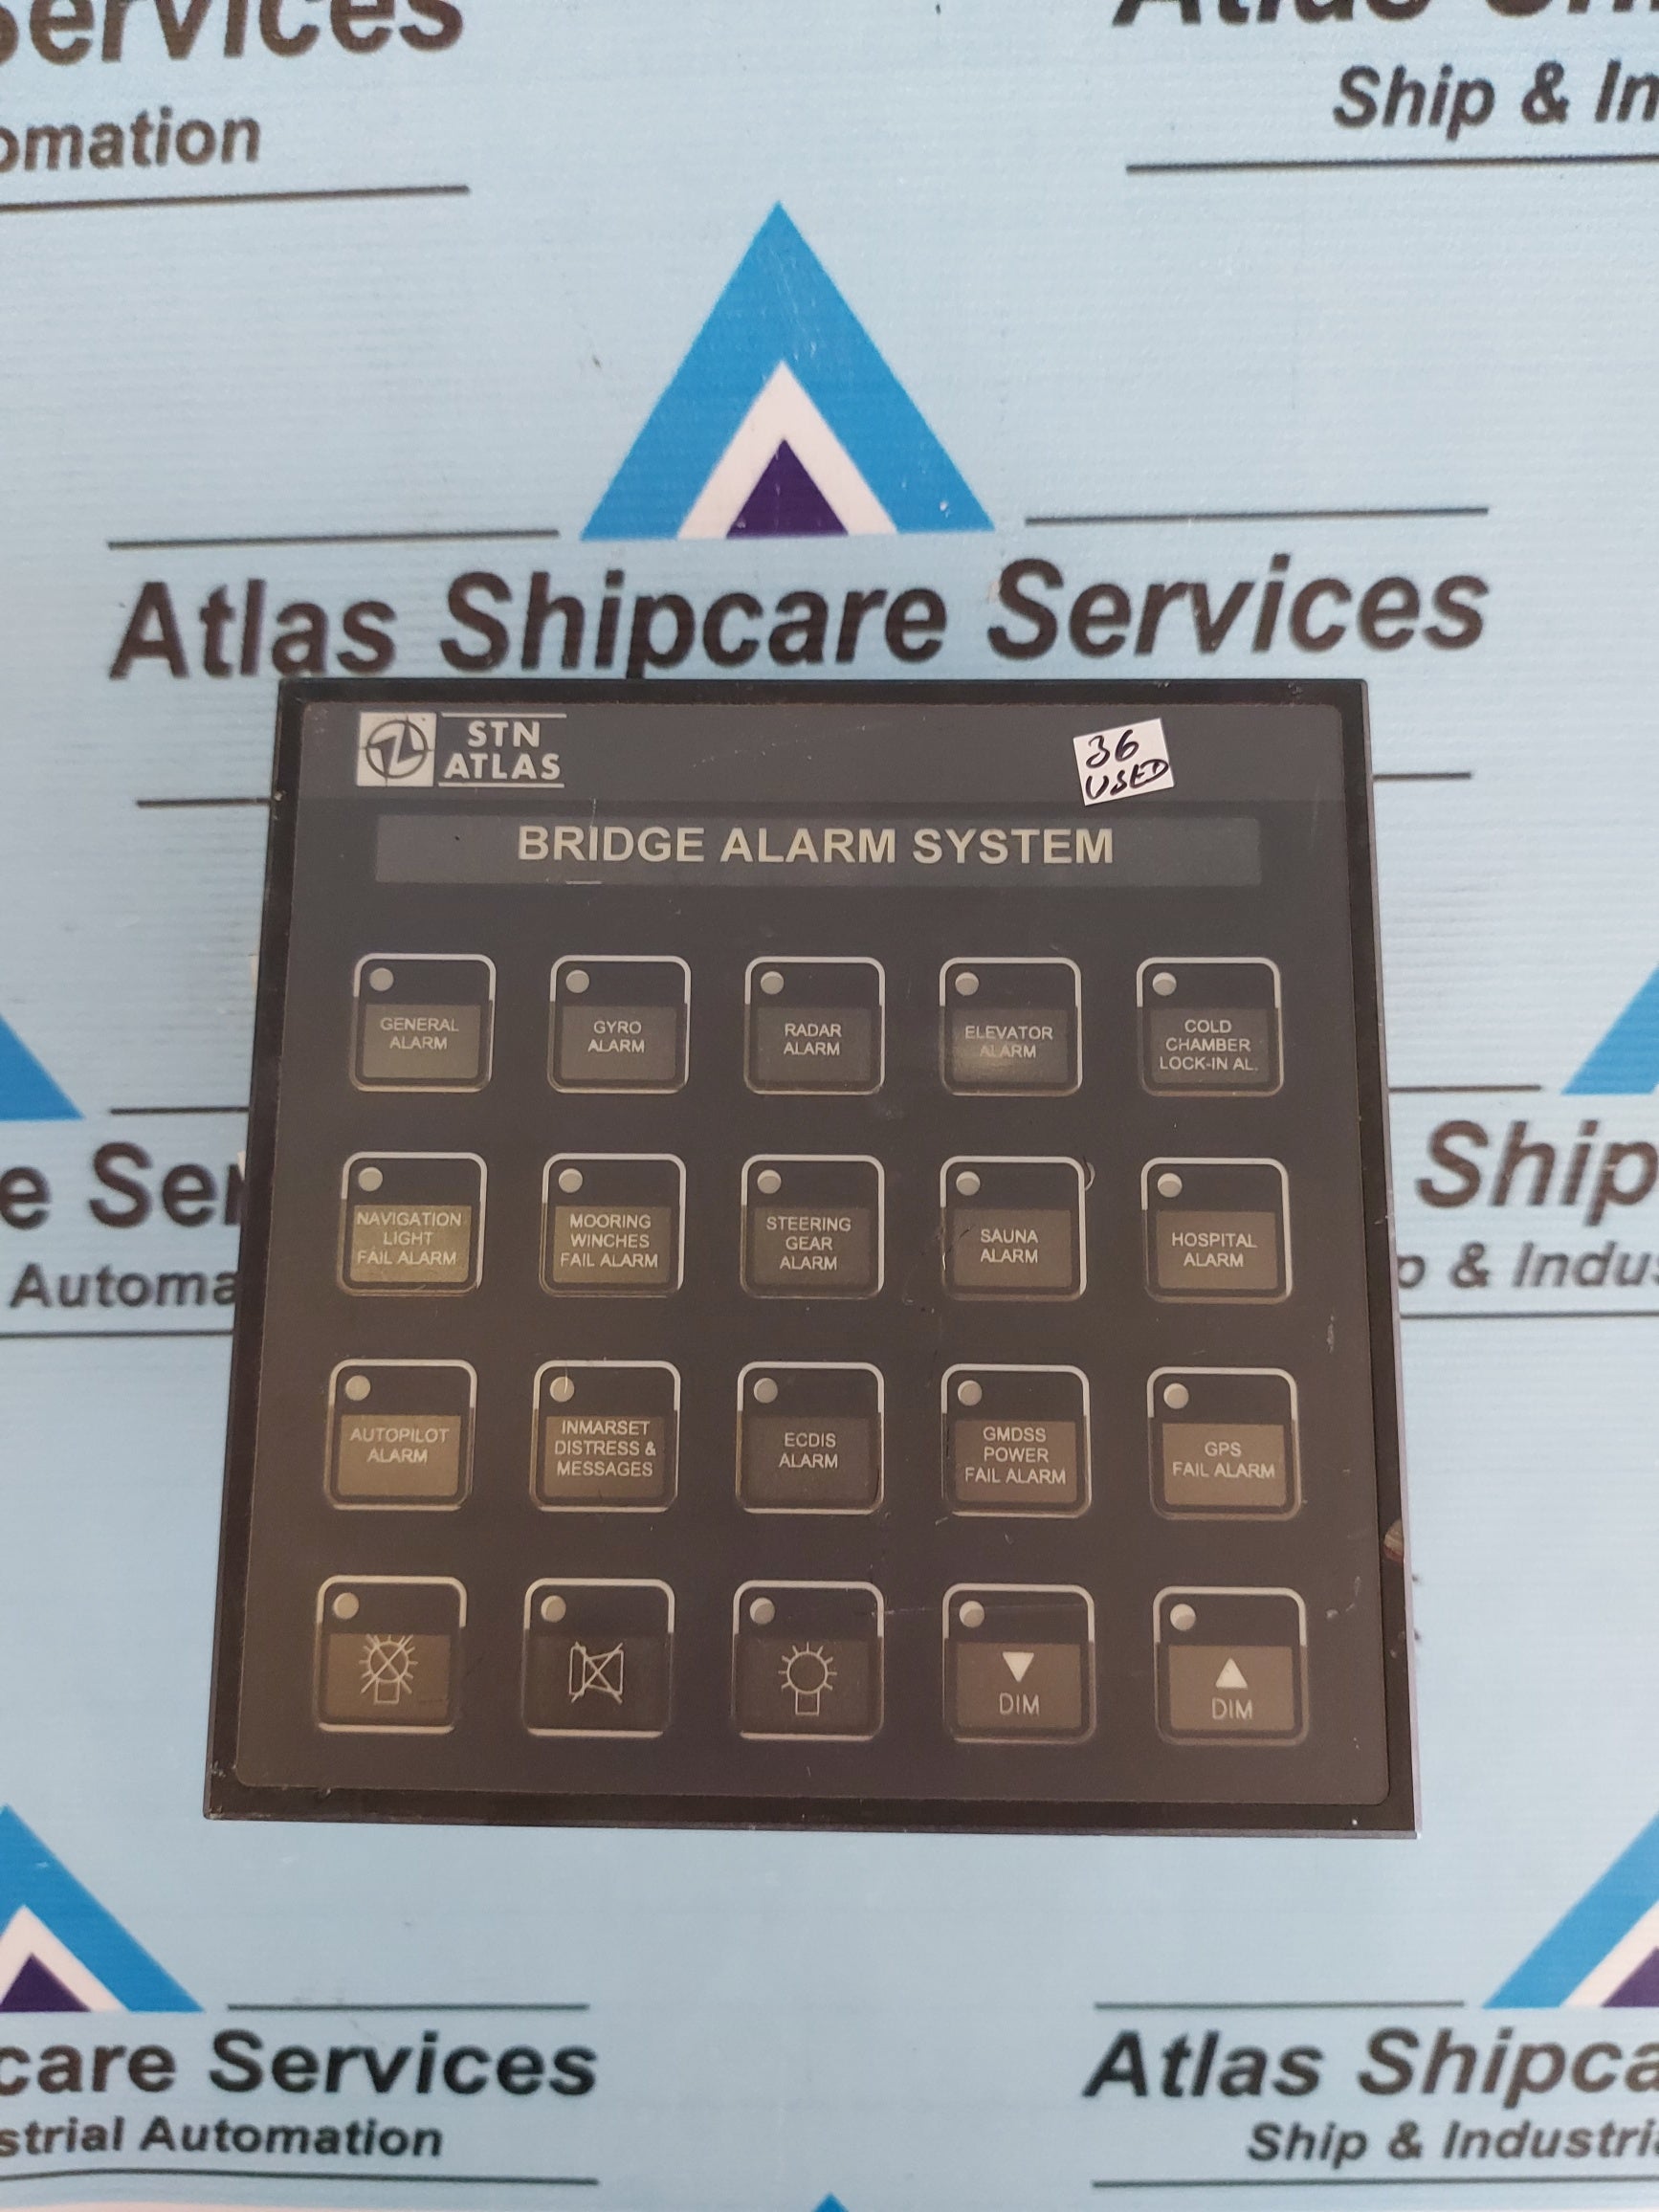 ervices
Atlas Sh
omation
Ship & In
Atlas Shipcare Services
STN
ATLAS
36
USED
BRIDGE ALARM SYSTEM
GENERAL
ALARM
GYRO
ALARM
RADAR
ALARM
ELEVATOR
ALARM
COLD
CHAMBER
LOCK-IN AL.
NAVIGATION
LIGHT
FAIL ALARM
MOORING
WINCHES
FAIL ALARM
STEERING
GEAR
ALARM
SAUNA
ALARM
HOSPITAL
ALARM
AUTOPILOT
ALARM
INMARSET
DISTRESS &
MESSAGES
ECDIS
ALARM
GMDSS
POWER
FAIL ALARM
GPS
FAIL ALARM
DIM
DIM
e Ser
Automa
Ship
p & Indus
care Services
strial Automation
Atlas Shipca
Ship & Industri